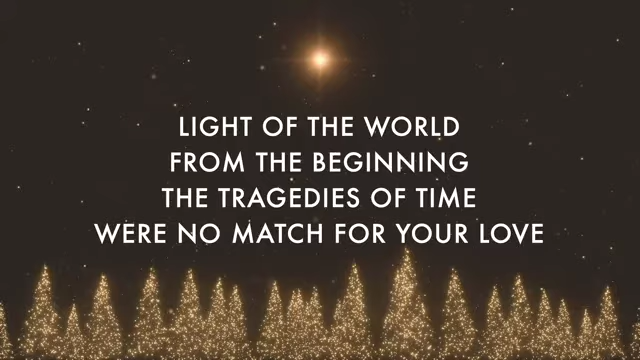 LIGHT OF THE WORLD
FROM THE BEGINNING
THE TRAGEDIES OF TIME
WERE NO MATCH FOR YOUR LOVE